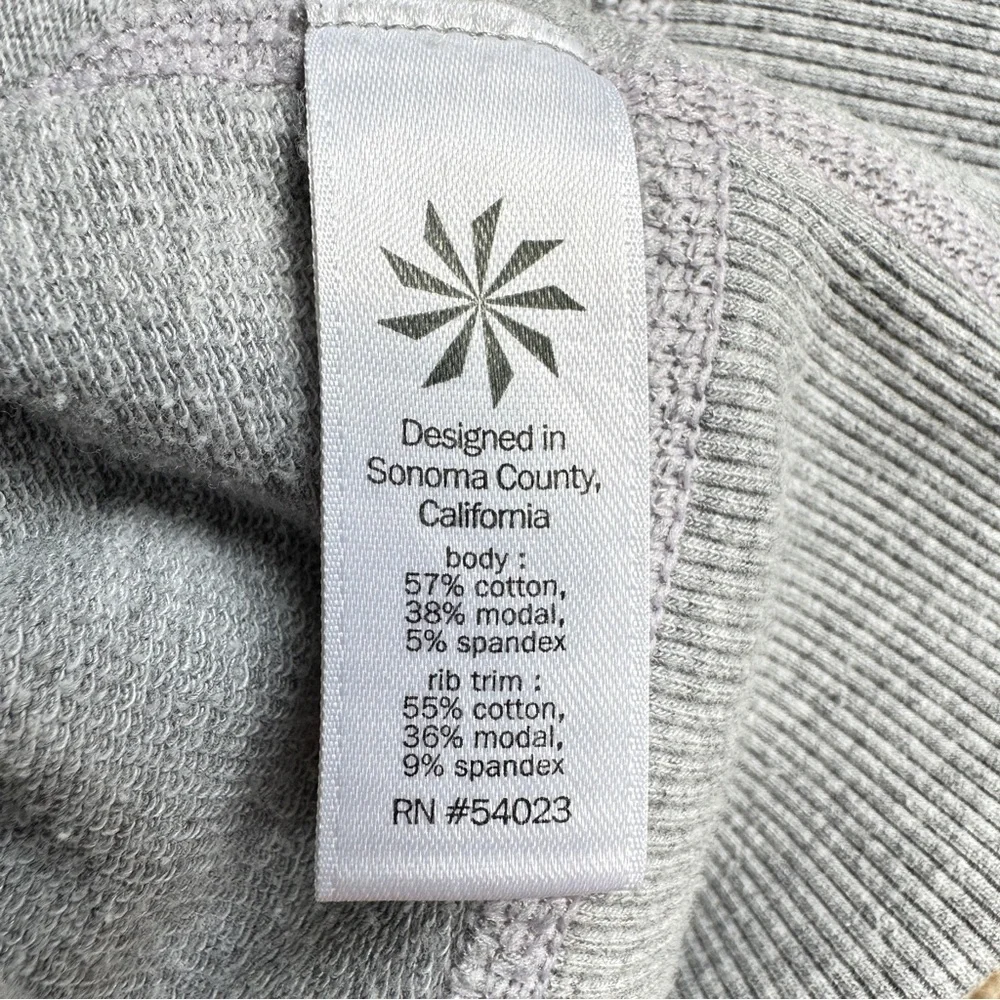 Designed in
Sonoma County,
California
body :
57% cotton,
38% modal,
5% spandex
rib trim :
55% cotton,
36% modal,
9% spandex
RN #54023